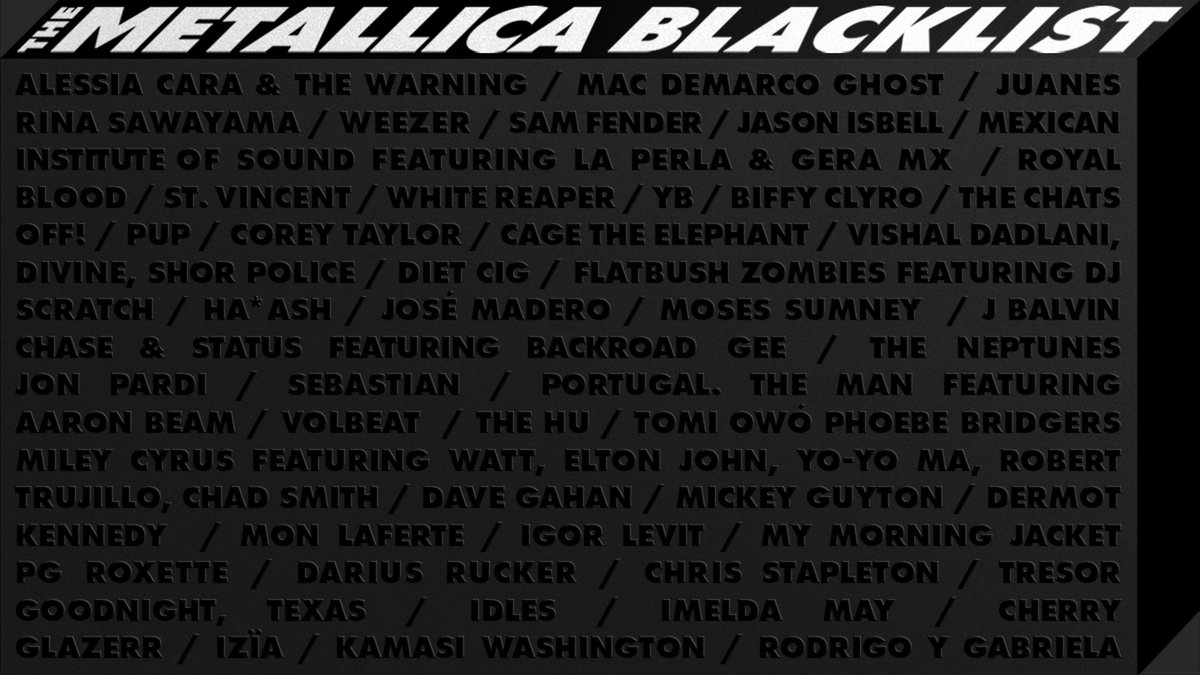 THE METALLICA BLACKLIST
ALESSIA CARA & THE WARNING / MAC DEMARCO GHOST / JUANES
RINA SAWAYAMA / WEEZER / SAM FENDER / JASON ISBELL / MEXICAN
INSTITUTE OF SOUND FEATURING LA PERLA & GERA MX / ROYAL
BLOOD / ST. VINCENT / WHITE REAPER / YB / BIFFY CLYRO / THE CHATS
OFF! / PUP / COREY TAYLOR / CAGE THE ELEPHANT / VISHAL DADLANI,
DIVINE, SHOR POLICE / DIET CIG / FLATBUSH ZOMBIES FEATURING DJ
SCRATCH / HA*ASH / JOSÉ MADERO / MOSES SUMNEY / J BALVIN
CHASE & STATUS FEATURING BACKROAD GEE / THE NEPTUNES
JON PARDI / SEBASTIAN / PORTUGAL. THE MAN FEATURING
AARON BEAM / VOLBEAT / THE HU / TOMI OWÓ PHOEBE BRIDGERS
MILEY CYRUS FEATURING WATT, ELTON JOHN, YO-YO MA, ROBERT
TRUJILLO, CHAD SMITH / DAVE GAHAN / MICKEY GUYTON / DERMOT
KENNEDY / MON LAFERTE / IGOR LEVIT / MY MORNING JACKET
PG ROXETTE / DARIUS RUCKER / CHRIS STAPLETON / TRESOR
GOODNIGHT, TEXAS / IDLES / IMELDA MAY / CHERRY
GLAZERR / IZÏA / KAMASI WASHINGTON / RODRIGO Y GABRIELA